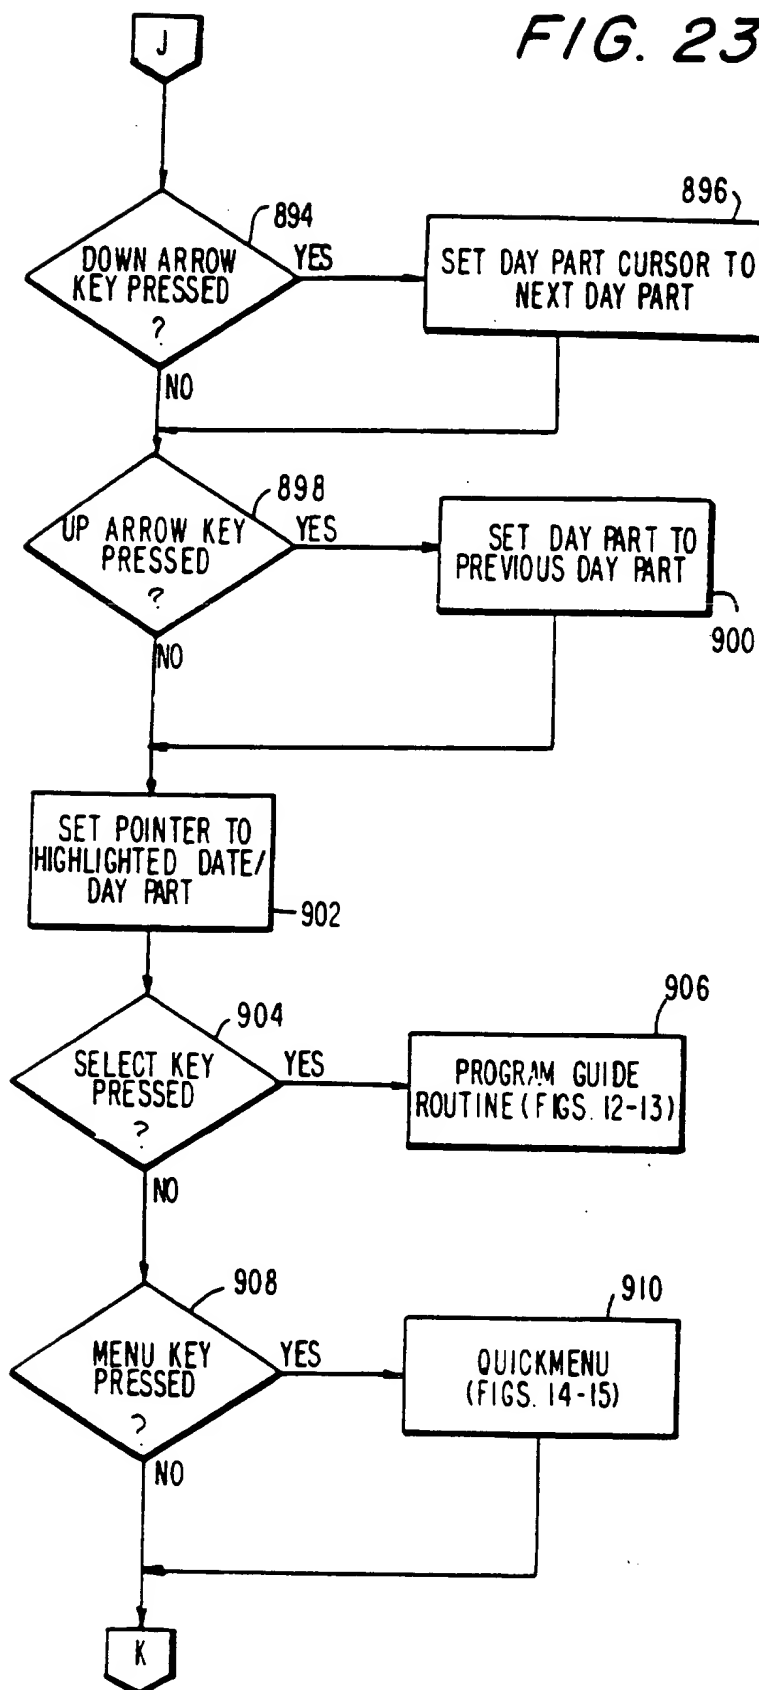 FIG. 23
J
894
DOWN ARROW
KEY PRESSED
?
YES
NO
896
SET DAY PART CURSOR TO
NEXT DAY PART
898
UP ARROW KEY
PRESSED
?
YES
NO
SET DAY PART TO
PREVIOUS DAY PART
900
SET POINTER TO
HIGHLIGHTED DATE/
DAY PART
902
904
SELECT KEY
PRESSED
?
YES
NO
906
PROGRAM GUIDE
ROUTINE (FIGS. 12-13)
908
MENU KEY
PRESSED
?
YES
NO
910
QUICKMENU
(FIGS. 14-15)
K